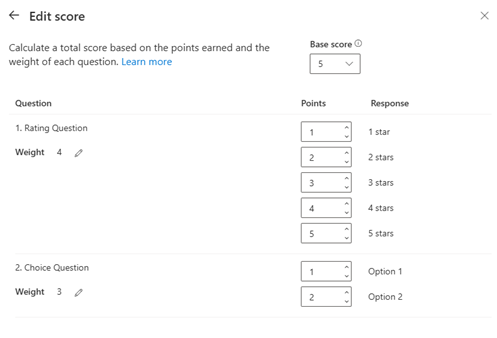 Edit score
Calculate a total score based on the points earned and the
weight of each question. Learn more
Base score
5
Question Points Response
1. Rating Question
Weight 4
1 1 star
2 2 stars
3 3 stars
4 4 stars
5 5 stars
2. Choice Question
Weight 3
1 Option 1
2 Option 2